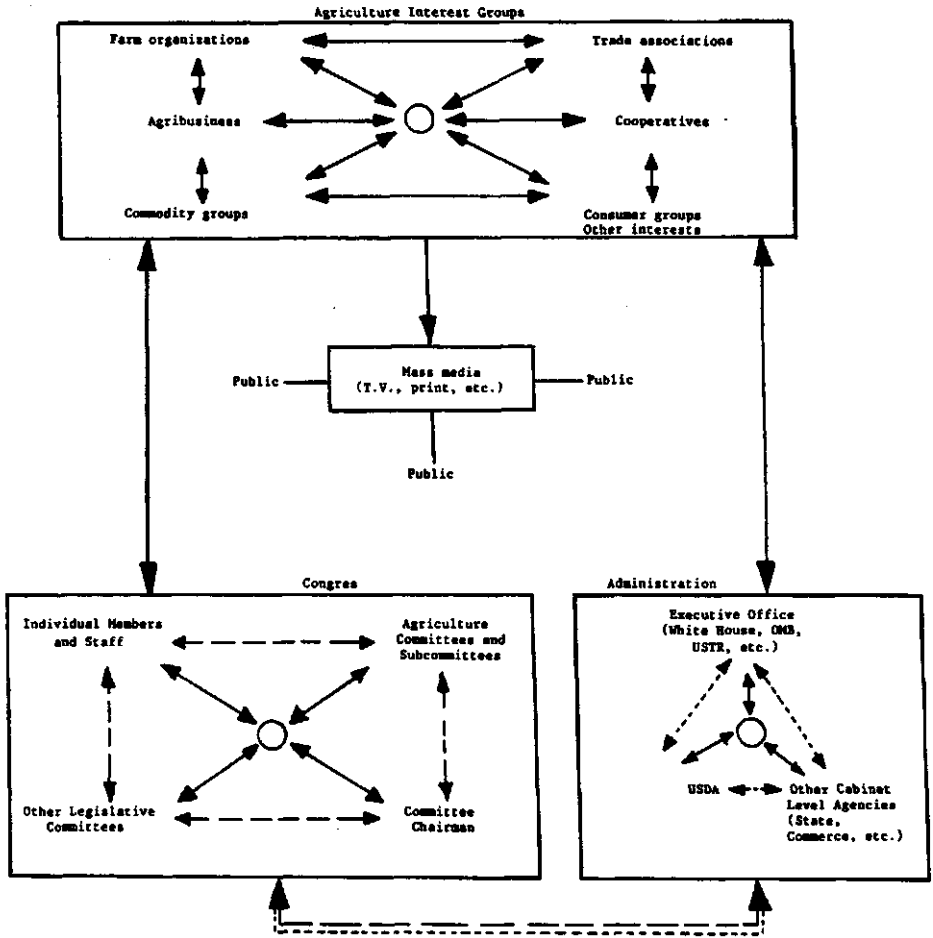 Agriculture Interest Groups
Farm organizations
Trade associations
Agribusiness
Cooperatives
Commodity groups
Consumer groups
Other interests
Mass media
(T.V., print, etc.)
Public
Public
Public
Congres
Administration
Individual Members
and Staff
Agriculture
Committees and
Subcommittees
Other Legislative
Committees
Committee
Chairman
Executive Office
(White House, OMB,
USTR, etc.)
USDA
Other Cabinet
Level Agencies
(State,
Commerce, etc.)